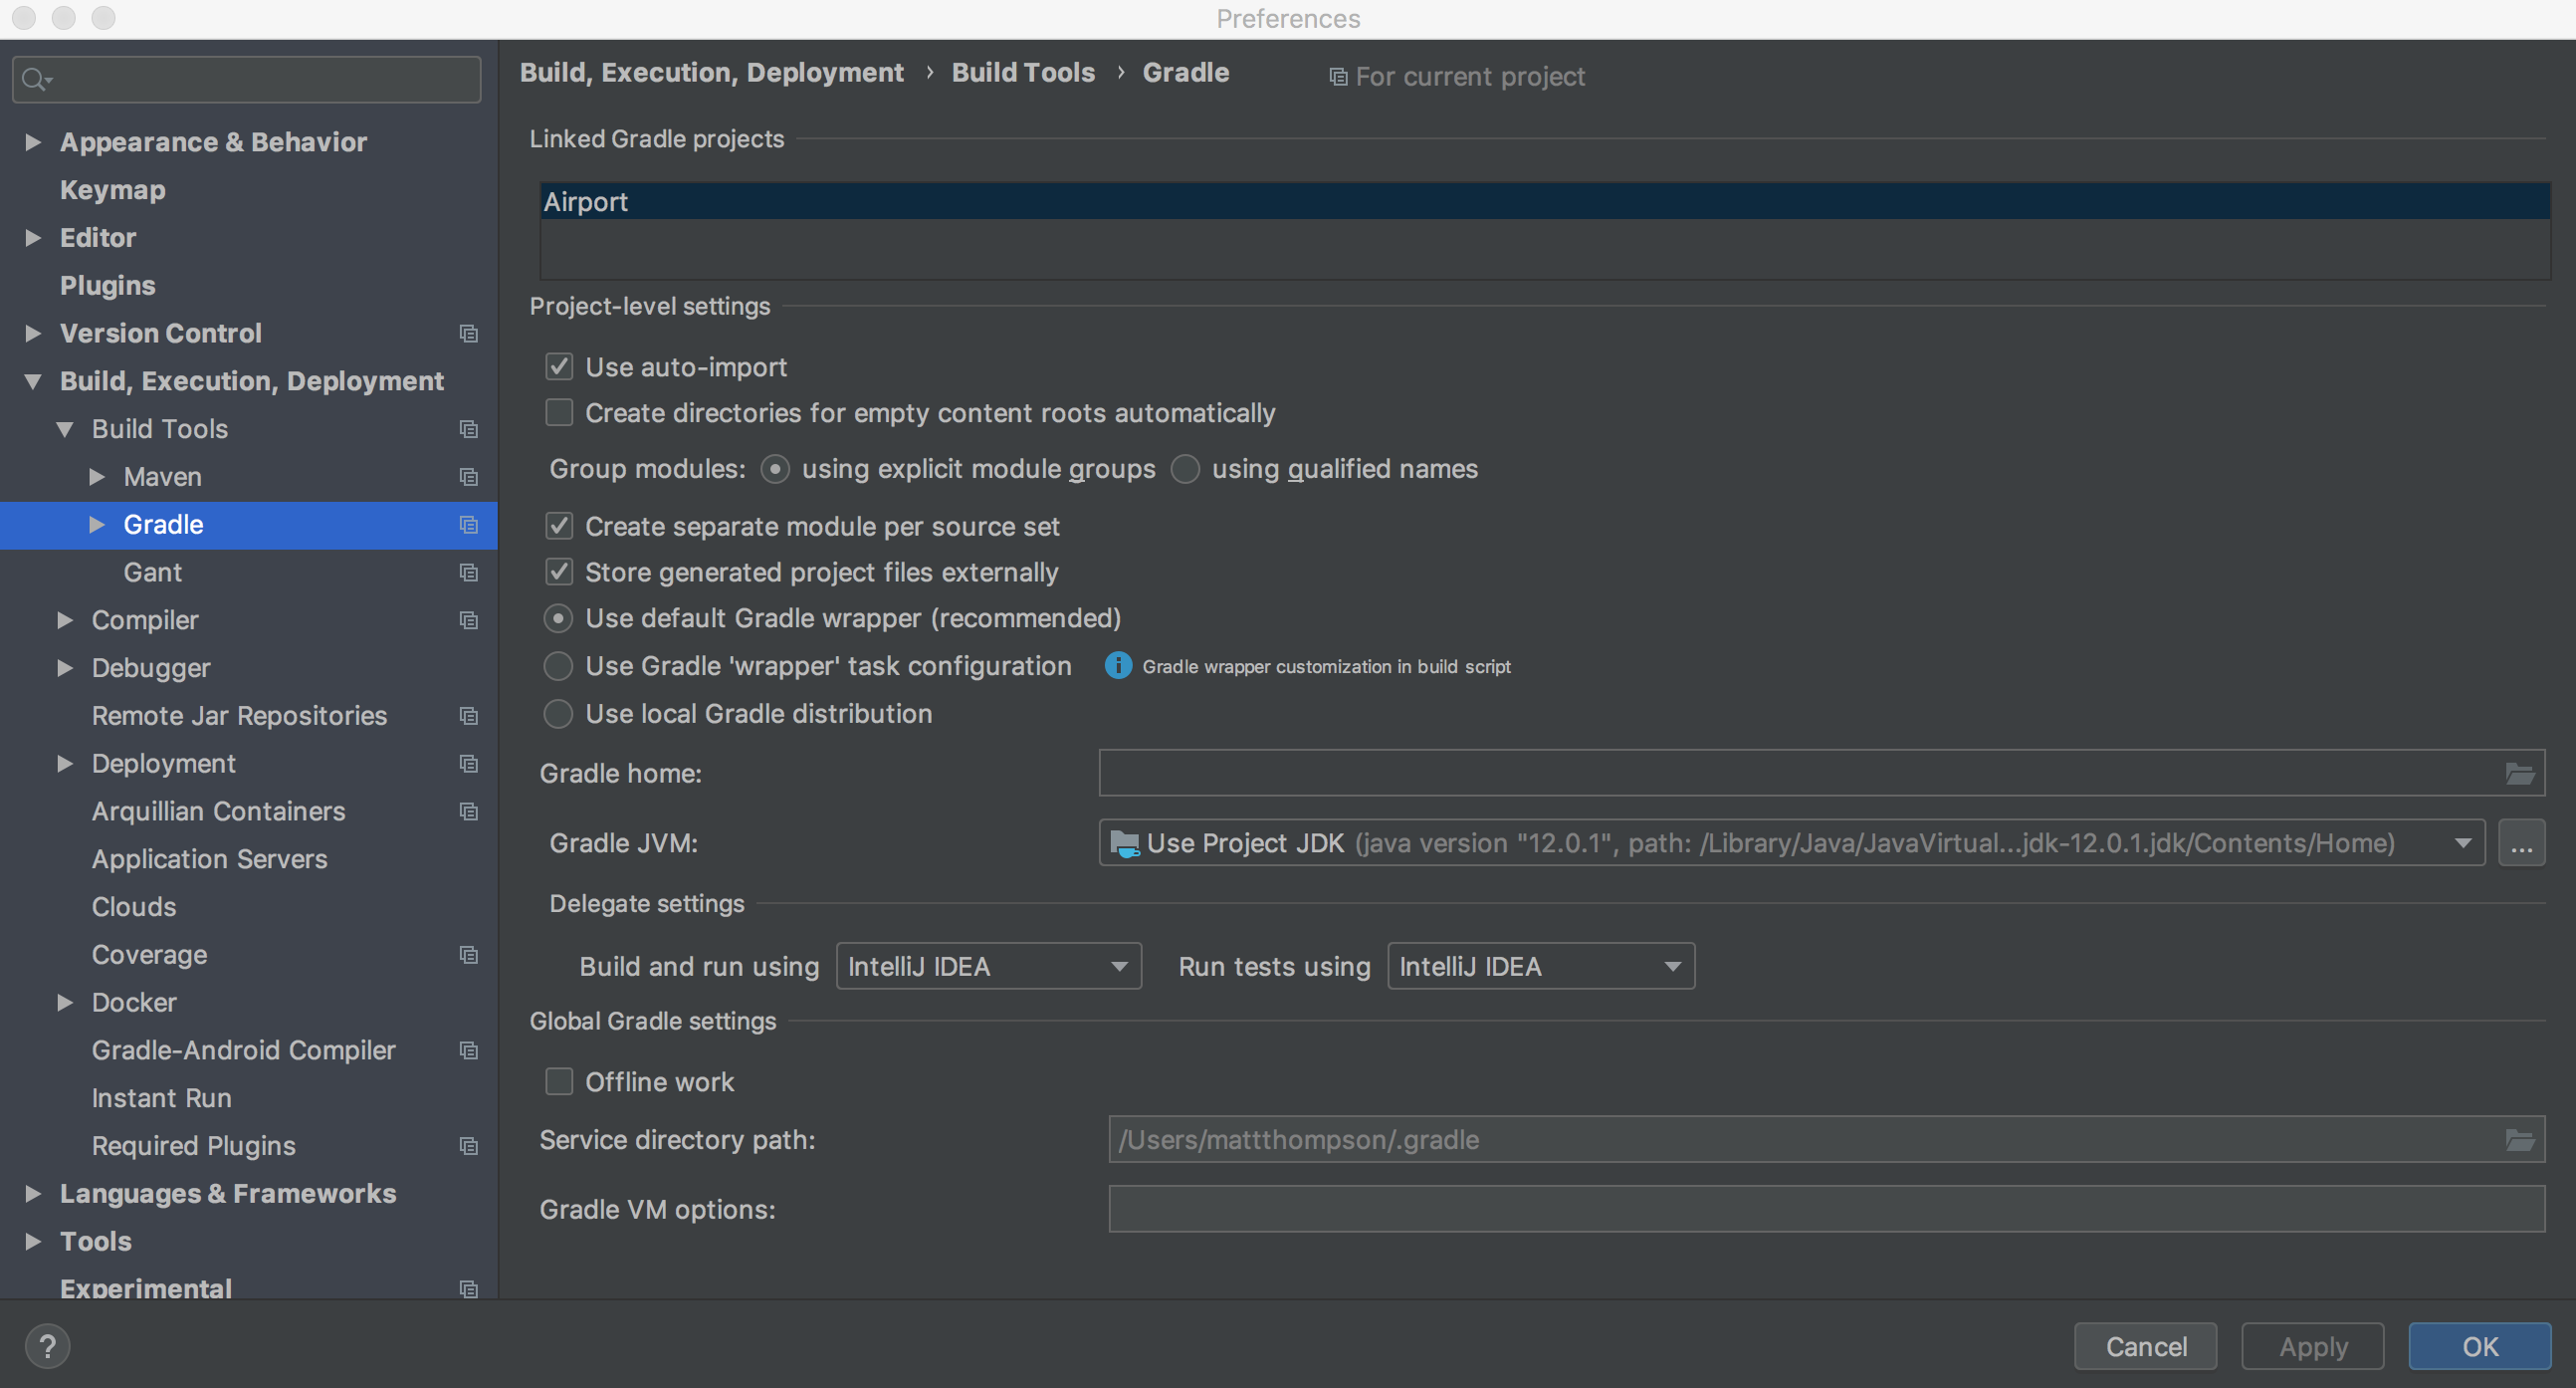 Preferences
Appearance & Behavior
Keymap
Editor
Plugins
Version Control
Build, Execution, Deployment
Build Tools
Maven
Gradle
Gant
Compiler
Debugger
Remote Jar Repositories
Deployment
Arquillian Containers
Application Servers
Clouds
Coverage
Docker
Gradle-Android Compiler
Instant Run
Required Plugins
Languages & Frameworks
Tools
Experimental
?
Build, Execution, Deployment › Build Tools › Gradle For current project
Linked Gradle projects
Airport
Project-level settings
Use auto-import
Create directories for empty content roots automatically
Group modules: using explicit module groups using qualified names
Create separate module per source set
Store generated project files externally
Use default Gradle wrapper (recommended)
Use Gradle 'wrapper' task configuration Gradle wrapper customization in build script
Use local Gradle distribution
Gradle home:
Gradle JVM: Use Project JDK (java version "12.0.1", path: /Library/Java/JavaVirtual...jdk-12.0.1.jdk/Contents/Home) ...
Delegate settings
Build and run using IntelliJ IDEA Run tests using IntelliJ IDEA
Global Gradle settings
Offline work
Service directory path: /Users/mattthompson/.gradle
Gradle VM options:
Cancel Apply OK